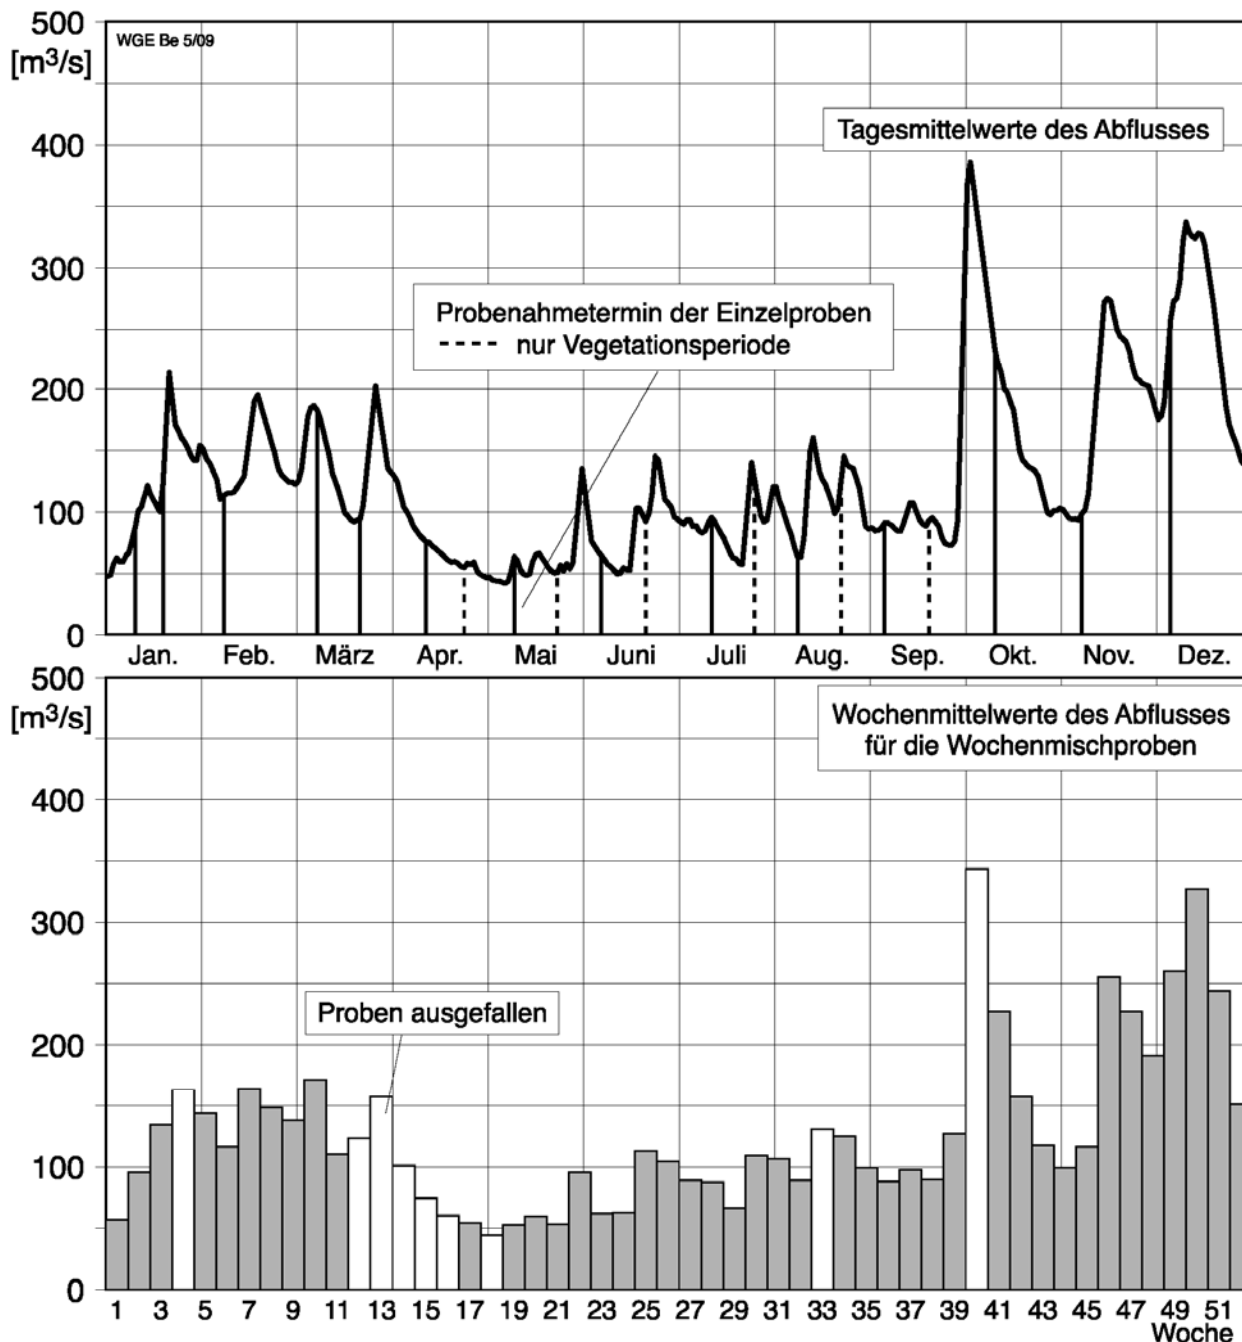 500
[m³/s]
WGE Be 5/09
Tagesmittelwerte des Abflusses
400
300
Probenahmetermin der Einzelproben
nur Vegetationsperiode
200
100
0
Jan. Feb. März Apr. Mai Juni Juli Aug. Sep. Okt. Nov. Dez.
500
[m³/s]
Wochenmittelwerte des Abflusses
für die Wochenmischproben
400
300
Proben ausgefallen
200
100
0
1 3 5 7 9 11 13 15 17 19 21 23 25 27 29 31 33 35 37 39 41 43 45 47 49 51
Woche